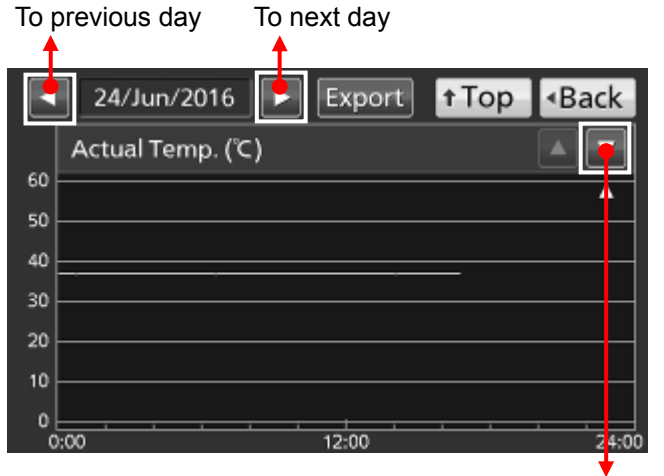 To previous day To next day
◄ 24/Jun/2016 ► Export ↑Top ◂Back
Actual Temp. (℃) ▲ ▼
60
50
40
30
20
10
0
0:00 12:00 24:00